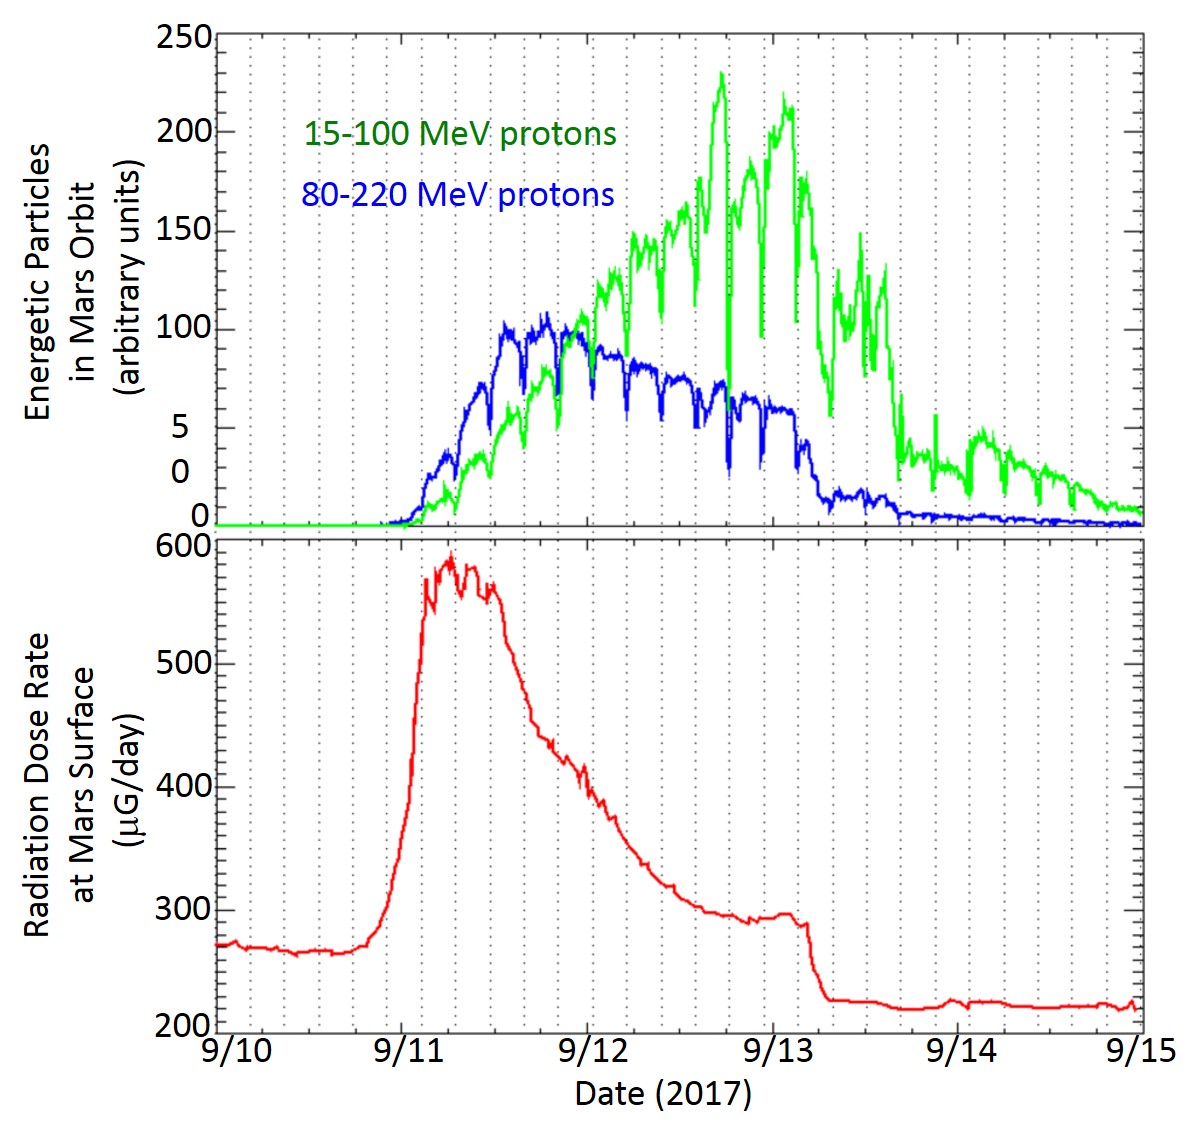 250
200
150
100
5
0
0
Energetic Particles
in Mars Orbit
(arbitrary units)
15-100 MeV protons
80-220 MeV protons
600
500
400
300
200
Radiation Dose Rate
at Mars Surface
(μG/day)
9/10 9/11 9/12 9/13 9/14 9/15
Date (2017)